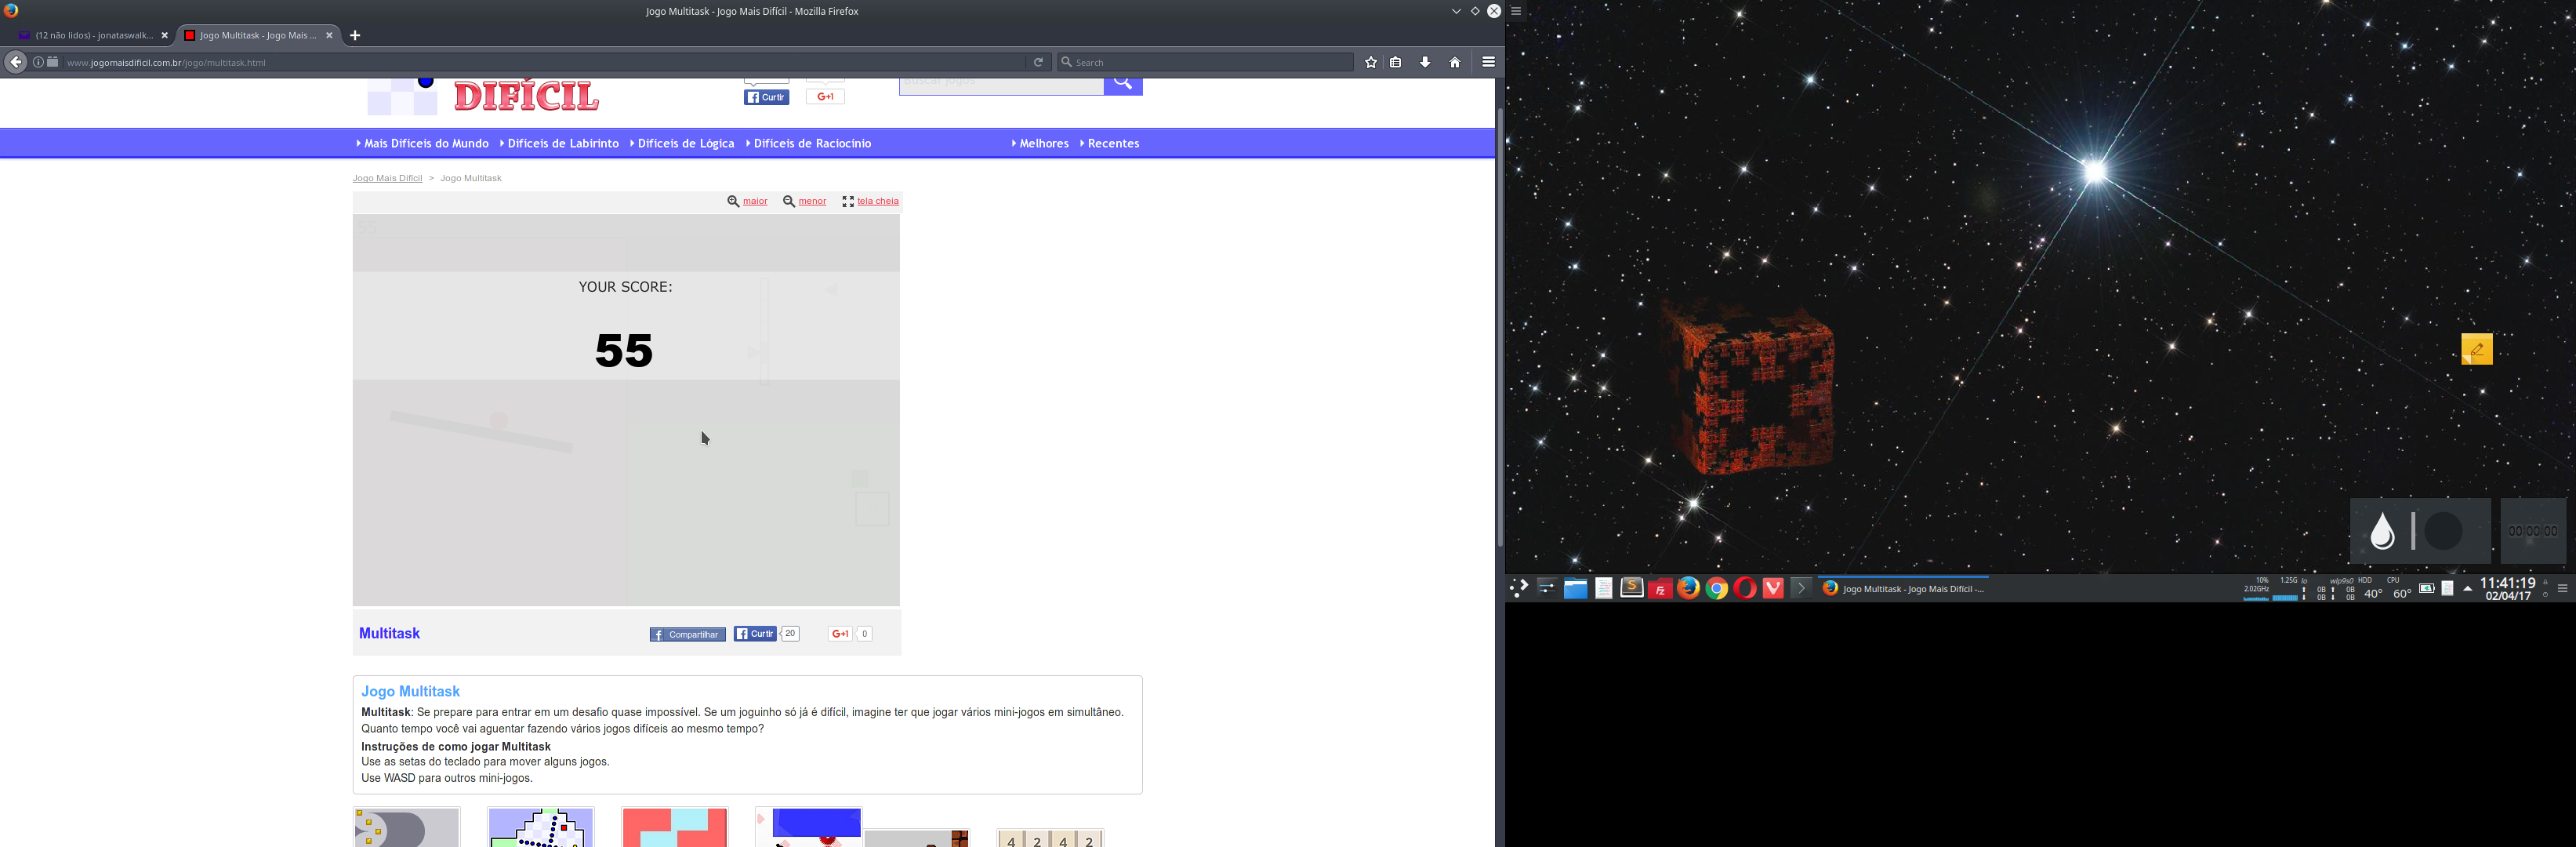 Jogo Multitask - Jogo Mais Difícil - Mozilla Firefox
(12 não lidos) - jonataswalk...
Jogo Multitask - Jogo Mais ...
www.jogomaisdificil.com.br/jogo/multitask.html
Search
DIFÍCIL
Curtir
G+1
Buscar jogos
Mais Difíceis do Mundo
Difíceis de Labirinto
Difíceis de Lógica
Difíceis de Raciocínio
Melhores
Recentes
Jogo Mais Difícil > Jogo Multitask
maior
menor
tela cheia
YOUR SCORE:
55
Multitask
Compartilhar
Curtir
20
G+1
0
Jogo Multitask
Multitask: Se prepare para entrar em um desafio quase impossível. Se um joguinho só já é difícil, imagine ter que jogar vários mini-jogos em simultâneo.
Quanto tempo você vai aguentar fazendo vários jogos difíceis ao mesmo tempo?
Instruções de como jogar Multitask
Use as setas do teclado para mover alguns jogos.
Use WASD para outros mini-jogos.
4 2 4 2
00:00:00
S
Fz
Jogo Multitask - Jogo Mais Difícil -...
10%
2.02GHz
1.25G
lo
0B
0B
wlp9s0
0B
0B
HDD
40°
CPU
60°
11:41:19
02/04/17